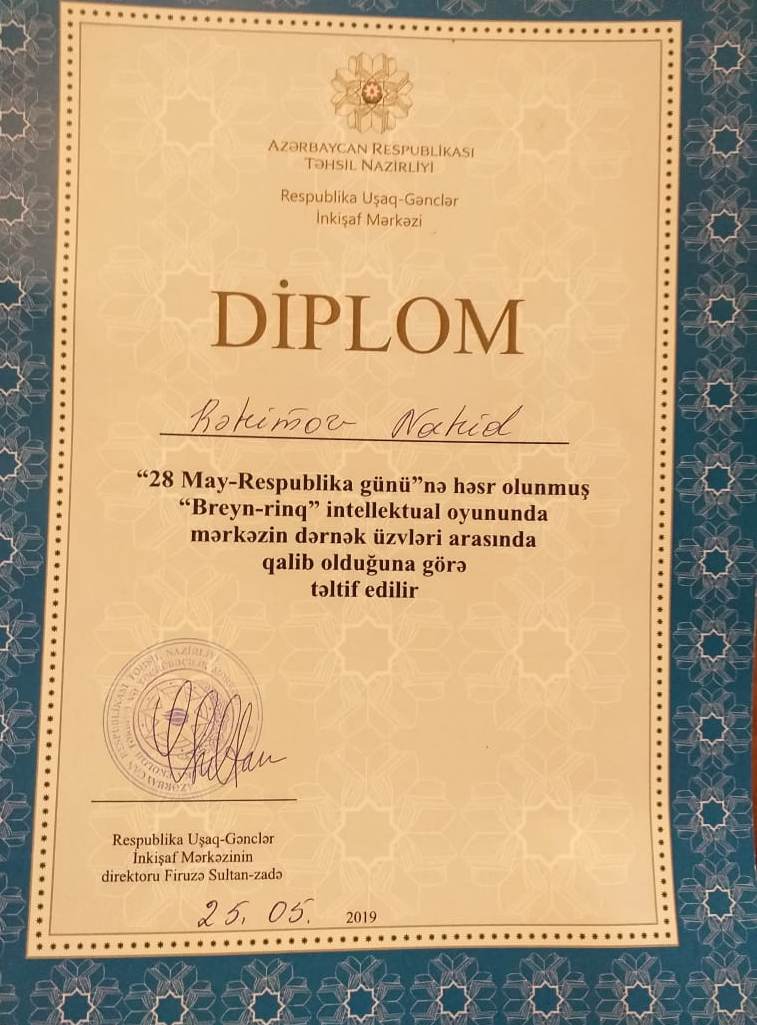 AZƏRBAYCAN RESPUBLİKASI
TƏHSİL NAZİRLİYİ
Respublika Uşaq-Gənclər
İnkişaf Mərkəzi
DİPLOM
Rəhimov Nahid
“28 May-Respublika günü”nə həsr olunmuş
“Breyn-rinq” intellektual oyununda
mərkəzin dərnək üzvləri arasında
qalib olduğuna görə
təltif edilir
Respublika Uşaq-Gənclər
İnkişaf Mərkəzinin
direktoru Firuzə Sultan-zadə
25. 05. 2019